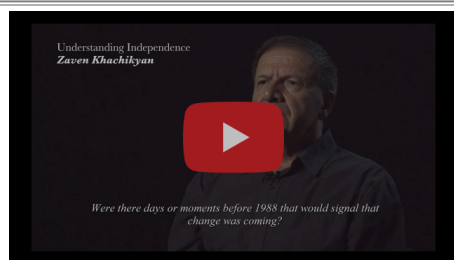 Understanding Independence
Zaven Khachikyan
Were there days or moments before 1988 that would signal that
change was coming?